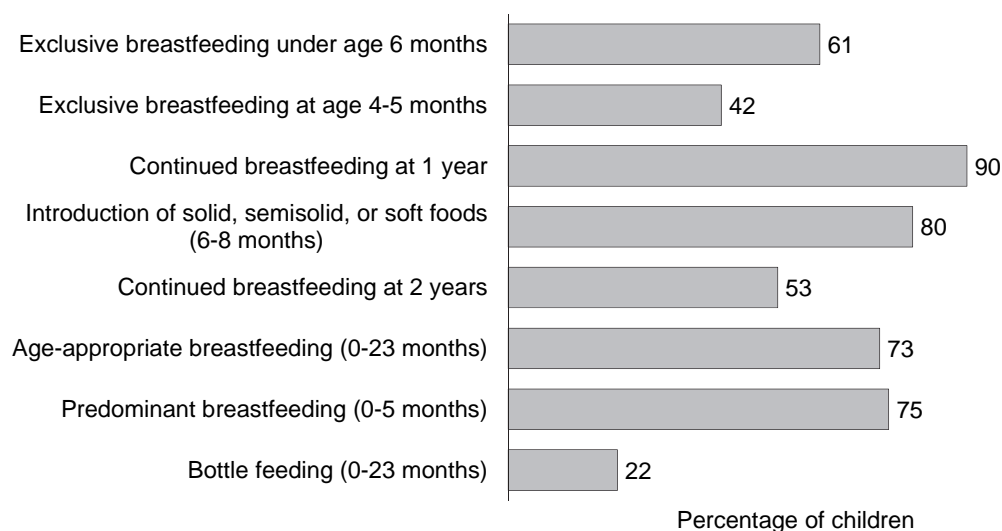 Exclusive breastfeeding under age 6 months 61
Exclusive breastfeeding at age 4-5 months 42
Continued breastfeeding at 1 year 90
Introduction of solid, semisolid, or soft foods
(6-8 months) 80
Continued breastfeeding at 2 years 53
Age-appropriate breastfeeding (0-23 months) 73
Predominant breastfeeding (0-5 months) 75
Bottle feeding (0-23 months) 22
Percentage of children